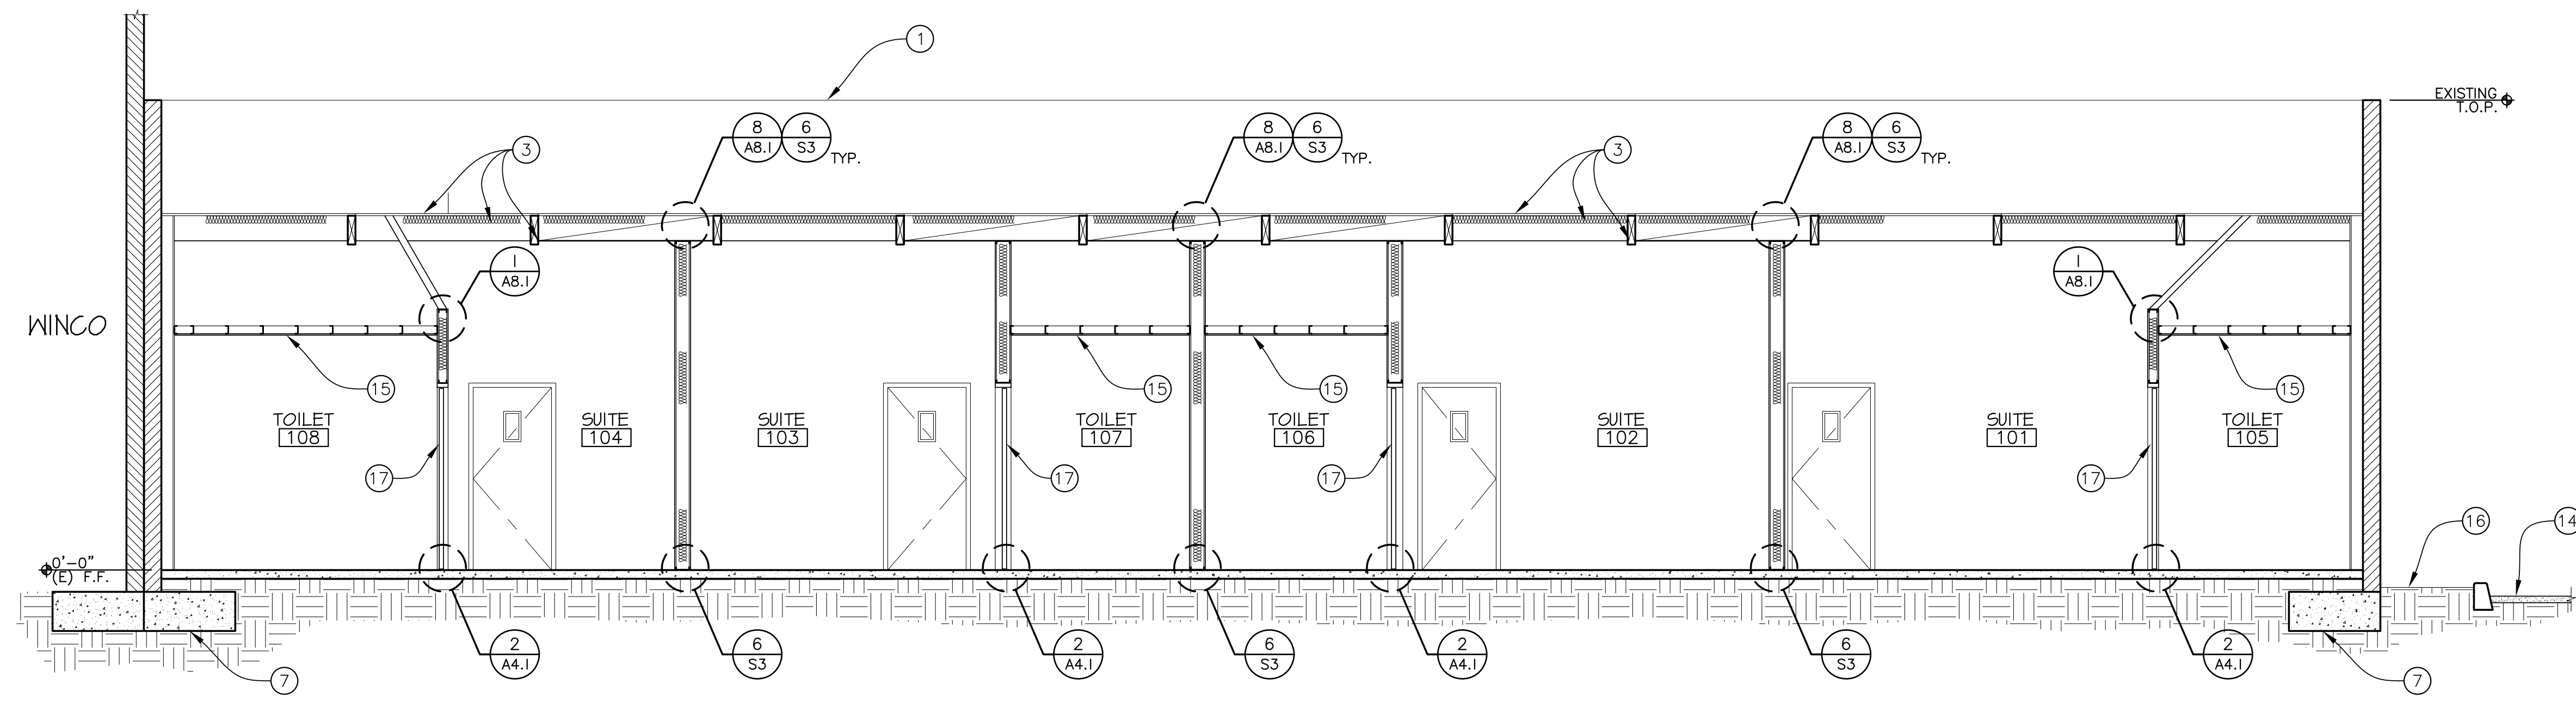 1
EXISTING
T.O.P.
8
A8.1
6
S3
TYP.
8
A8.1
6
S3
TYP.
8
A8.1
6
S3
TYP.
3
3
1
A8.1
1
A8.1
WINCO
15
15
15
15
TOILET
108
SUITE
104
SUITE
103
TOILET
107
TOILET
106
SUITE
102
SUITE
101
TOILET
105
17
17
17
17
16
14
0'-0"
(E) F.F.
2
A4.1
6
S3
2
A4.1
6
S3
2
A4.1
6
S3
2
A4.1
7
7